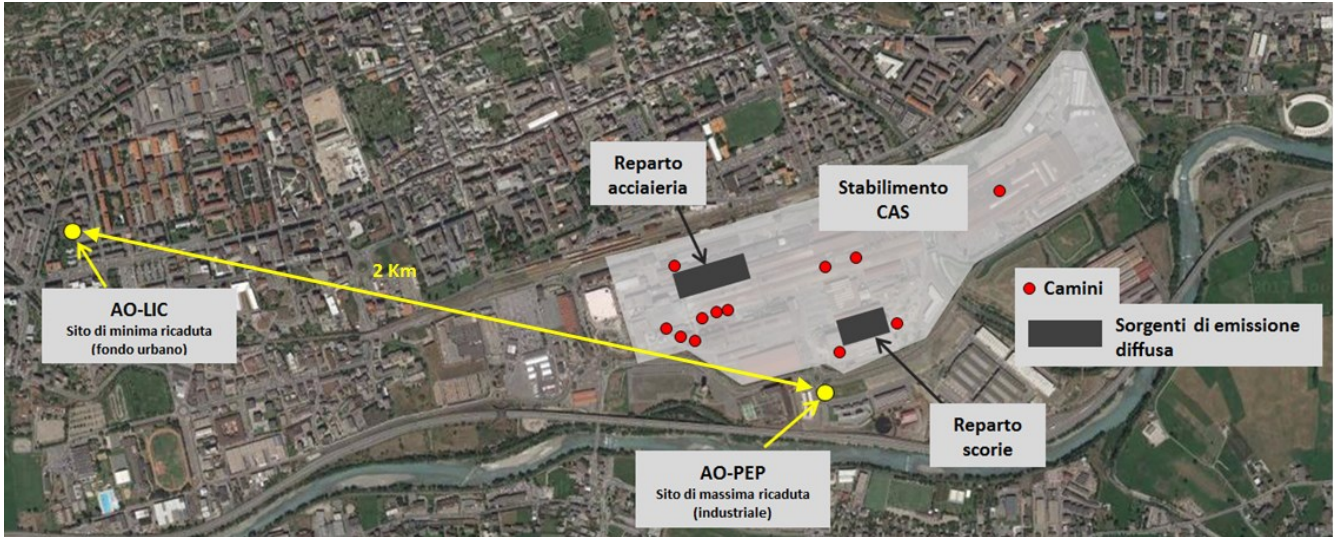 Reparto
acciaieria
Stabilimento
CAS
2 Km
AO-LIC
Sito di minima ricaduta
(fondo urbano)
Camini
Sorgenti di emissione
diffusa
Reparto
scorie
AO-PEP
Sito di massima ricaduta
(industriale)